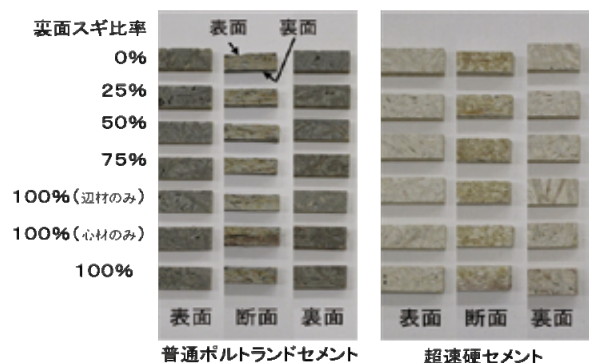 裏面スギ比率
表面 裏面
0%
25%
50%
75%
100%(辺材のみ)
100%(心材のみ)
100%
表面 断面 裏面
表面 断面 裏面
普通ポルトランドセメント
超速硬セメント